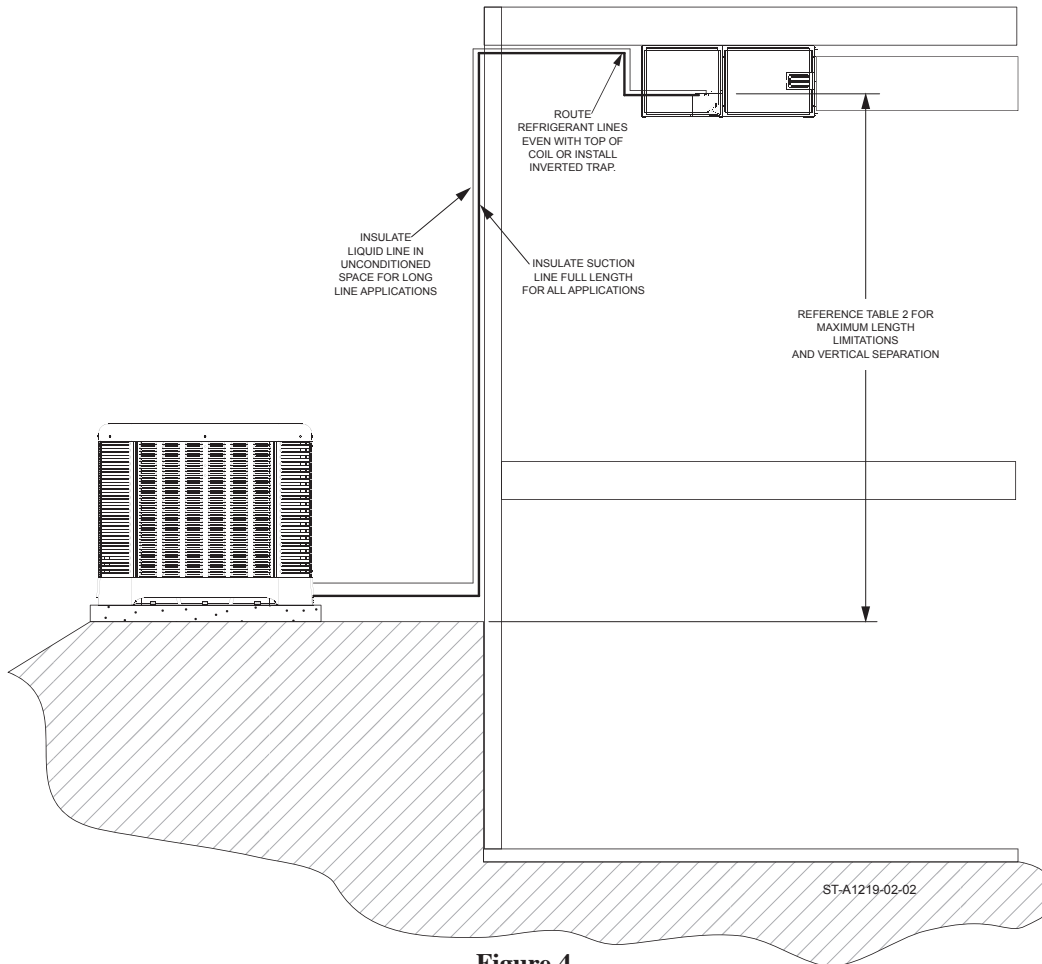 ROUTE
REFRIGERANT LINES
EVEN WITH TOP OF
COIL OR INSTALL
INVERTED TRAP.
INSULATE
LIQUID LINE IN
UNCONDITIONED
SPACE FOR LONG
LINE APPLICATIONS
INSULATE SUCTION
LINE FULL LENGTH
FOR ALL APPLICATIONS
REFERENCE TABLE 2 FOR
MAXIMUM LENGTH
LIMITATIONS
AND VERTICAL SEPARATION
ST-A1219-02-02
Figure 4